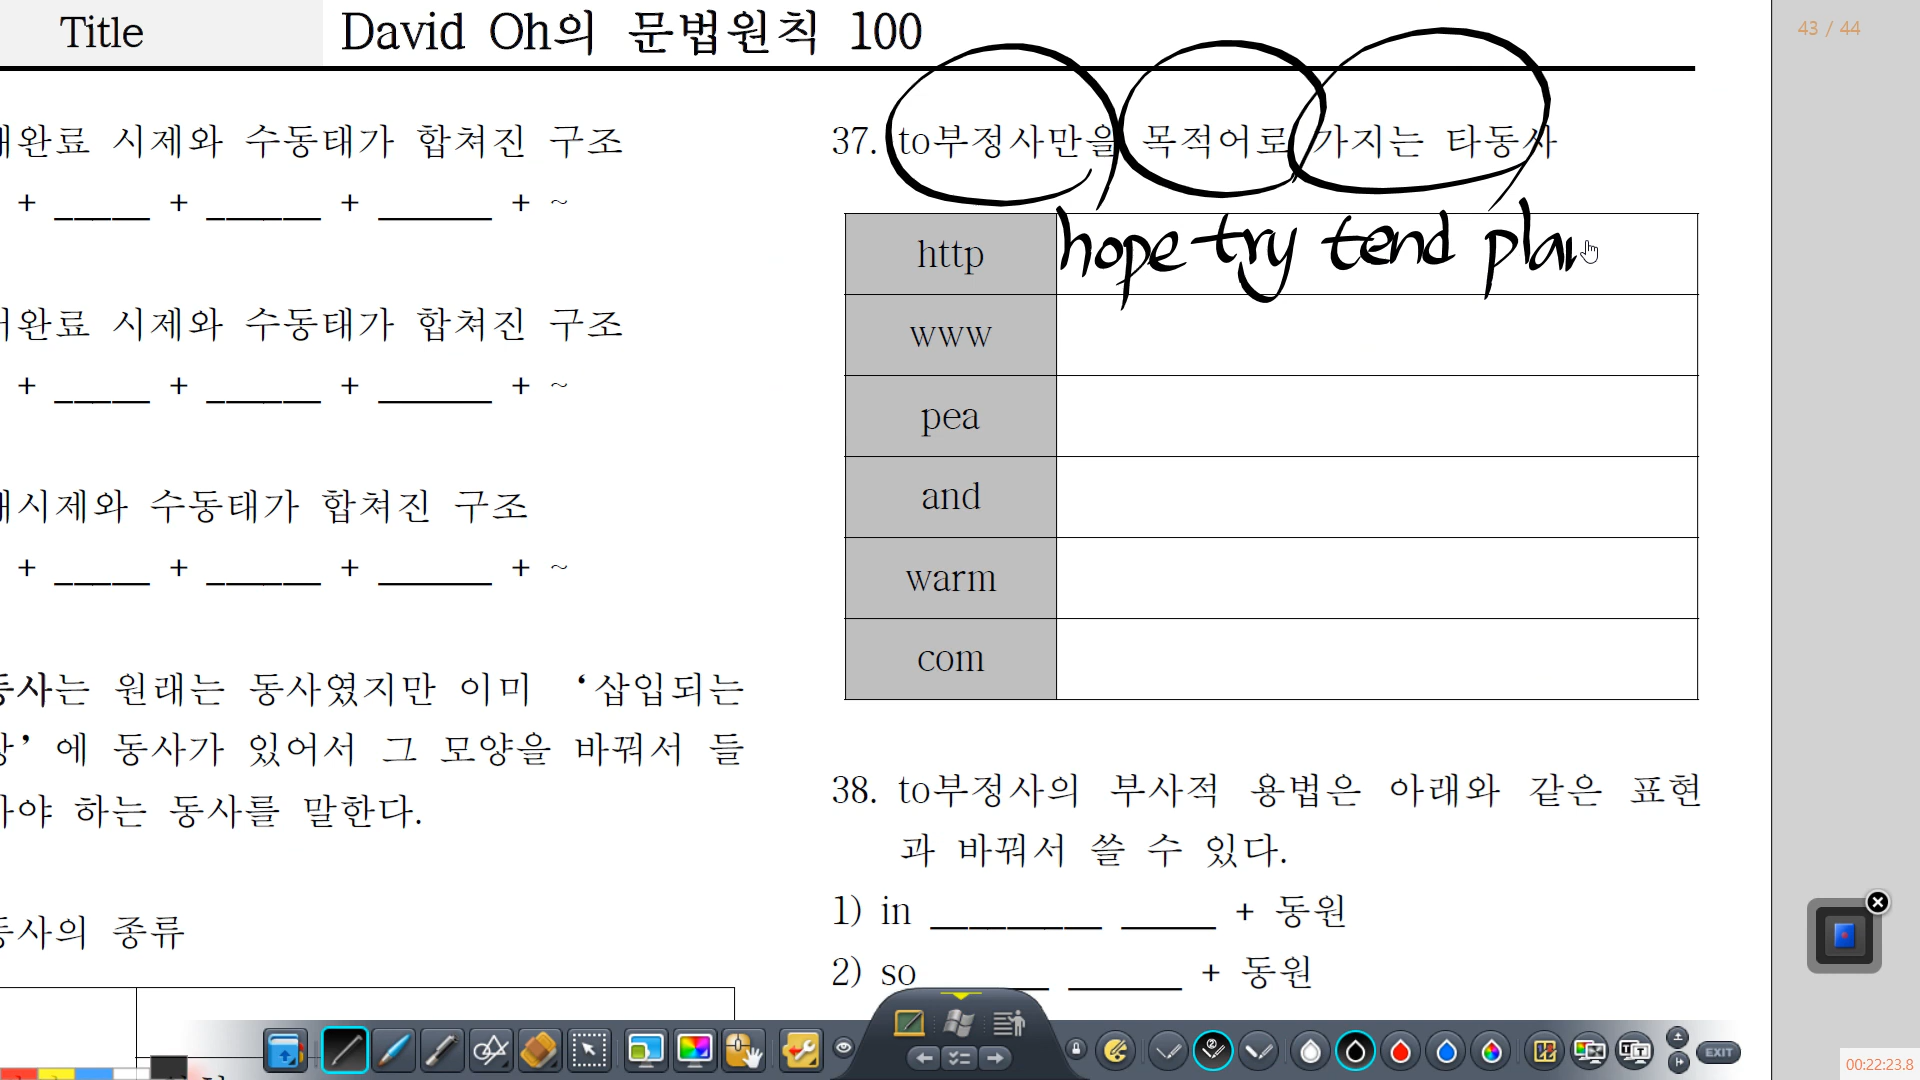 Title David Oh의 문법원칙 100
43 / 44
완료 시제와 수동태가 합쳐진 구조
+ _____ + ______ + ______ + ~
완료 시제와 수동태가 합쳐진 구조
+ _____ + ______ + ______ + ~
시제와 수동태가 합쳐진 구조
+ _____ + ______ + ______ + ~
동사는 원래는 동사였지만 이미 ‘삽입되는
’에 동사가 있어서 그 모양을 바꿔서 들
야 하는 동사를 말한다.
동사의 종류
37. to부정사만을 목적어로 가지는 타동사
http hope try tend plan
www
pea
and
warm
com
38. to부정사의 부사적 용법은 아래와 같은 표현
과 바꿔서 쓸 수 있다.
1) in _________ _____ + 동원
2) so ______ ______ + 동원
EXIT
00:22:23.8